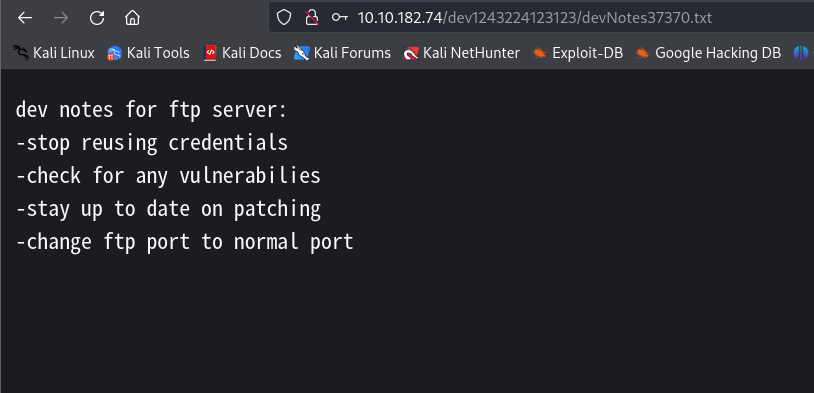 10.10.182.74/dev1243224123123/devNotes37370.txt
Kali Linux Kali Tools Kali Docs Kali Forums Kali NetHunter Exploit-DB Google Hacking DB
dev notes for ftp server:
-stop reusing credentials
-check for any vulnerabilies
-stay up to date on patching
-change ftp port to normal port